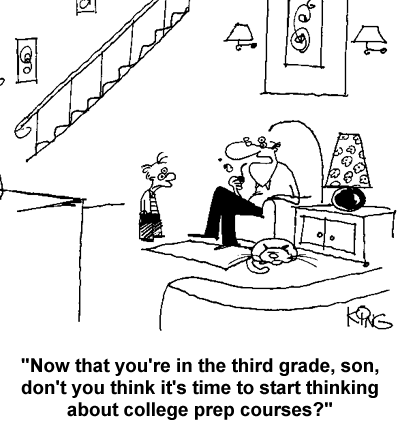 KING
"Now that you're in the third grade, son,
don't you think it's time to start thinking
about college prep courses?"